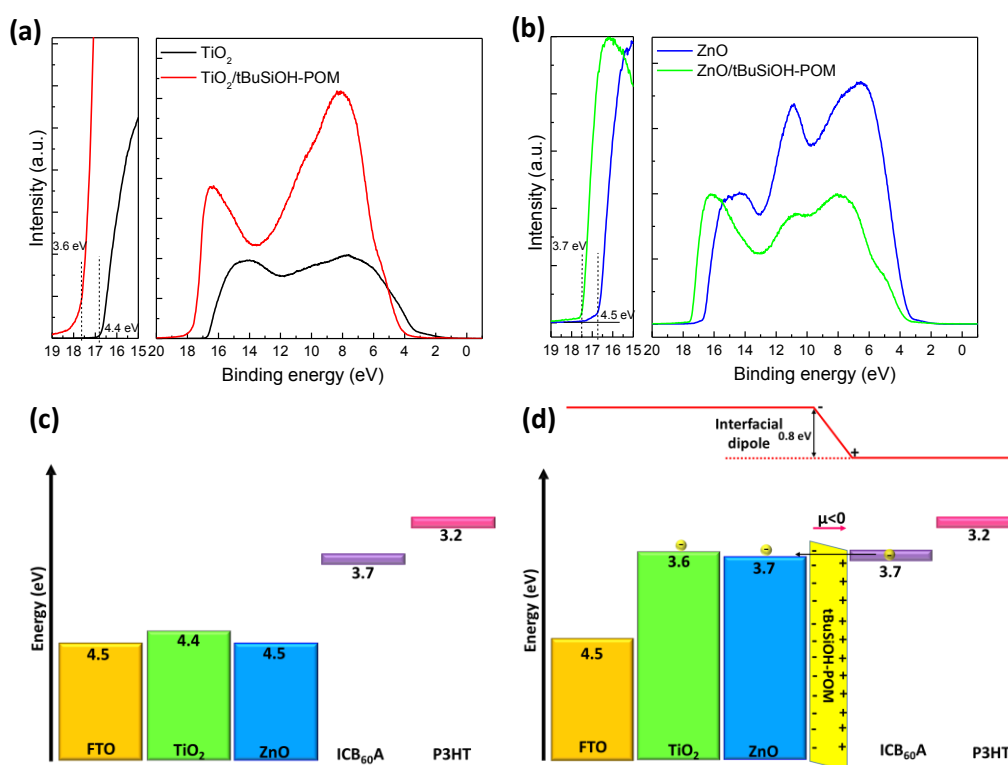 (a)
TiO2
TiO2/tBuSiOH-POM
Intensity (a.u.)
3.6 eV
4.4 eV
19 18 17 16 15
20 18 16 14 12 10 8 6 4 2 0
Binding energy (eV)
(b)
ZnO
ZnO/tBuSiOH-POM
Intensity (a.u.)
3.7 eV
4.5 eV
19 18 17 16 15
20 18 16 14 12 10 8 6 4 2 0
Binding energy (eV)
(c)
Energy (eV)
3.2
3.7
4.5
4.4
4.5
FTO
TiO2
ZnO
ICB60A
P3HT
(d)
-
Interfacial
dipole
0.8 eV
+
Energy (eV)
μ<0
3.2
3.6
3.7
3.7
4.5
tBuSiOH-POM
FTO
TiO2
ZnO
ICB60A
P3HT